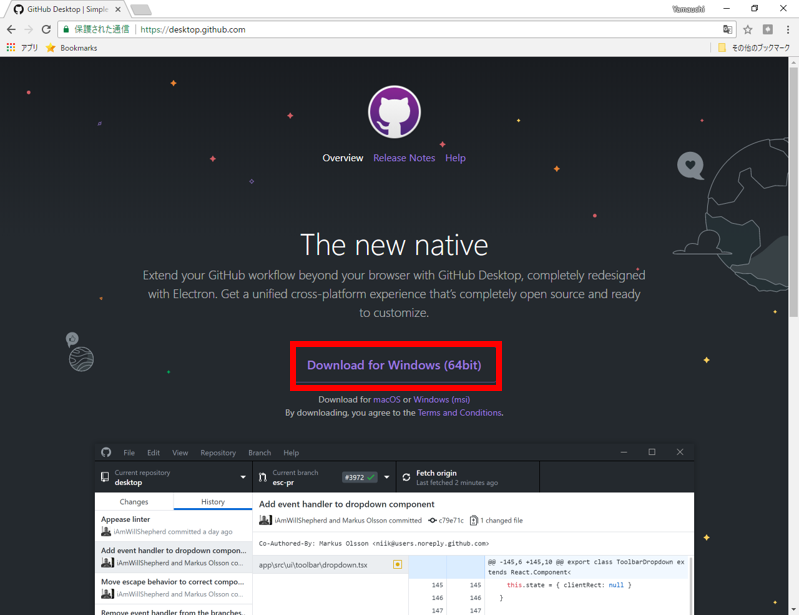 GitHub Desktop | Simple
Yamauchi
保護された通信
https://desktop.github.com
アプリ
Bookmarks
その他のブックマーク
Overview Release Notes Help
The new native
Extend your GitHub workflow beyond your browser with GitHub Desktop, completely redesigned
with Electron. Get a unified cross-platform experience that's completely open source and ready
to customize.
Download for Windows (64bit)
Download for macOS or Windows (msi)
By downloading, you agree to the Terms and Conditions.
File Edit View Repository Branch Help
Current repository
desktop
Current branch
esc-pr
#3972
Fetch origin
Last fetched 2 minutes ago
Changes History
Appease linter
iAmWillShepherd committed a day ago
Add event handler to dropdown compon...
iAmWillShepherd and Markus Olsson co...
Move escape behavior to correct compo...
iAmWillShepherd and Markus Olsson co...
Remove event handler from the branches...
Add event handler to dropdown component
iAmWillShepherd and Markus Olsson committed c79e71c 1 changed file
Co-Authored-By: Markus Olsson <niik@users.noreply.github.com>
app\src\ui\toolbar\dropdown.tsx
@@ -145,6 +145,10 @@ export class ToolbarDropdown ex
tends React.Component<
145 145 this.state = { clientRect: null }
146 146 }
147 147